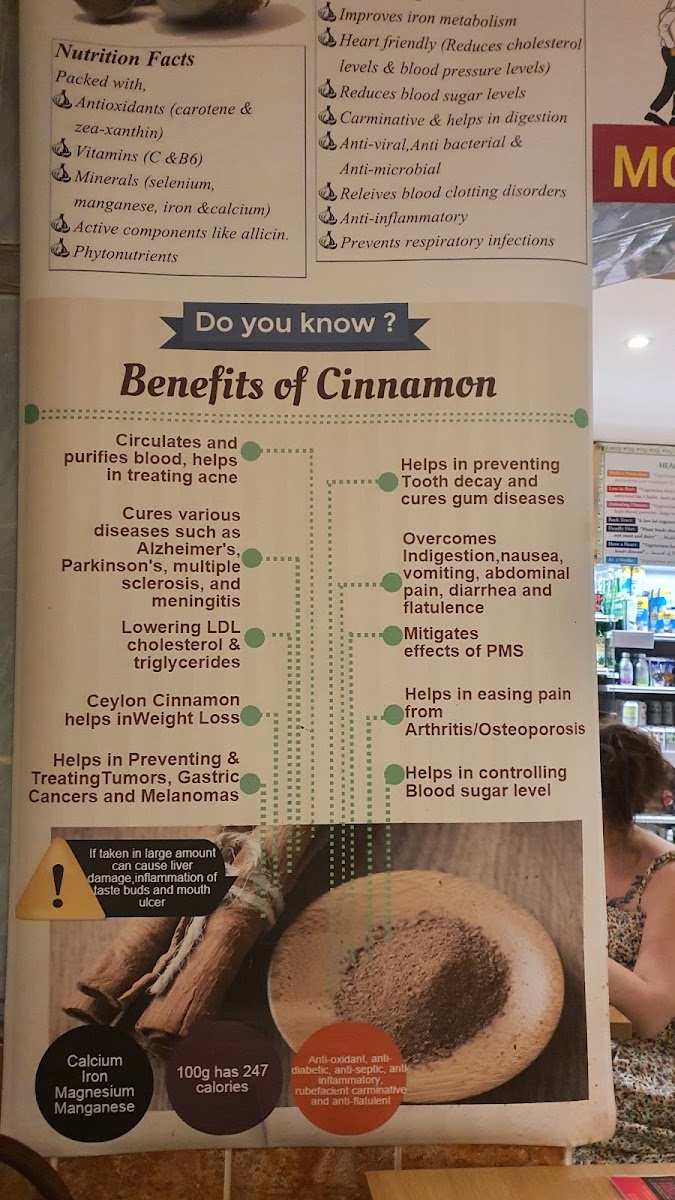 Nutrition Facts
Packed with,
Antioxidants (carotene &
zea-xanthin)
Vitamins (C &B6)
Minerals (selenium,
manganese, iron &calcium)
Active components like allicin.
Phytonutrients
Improves iron metabolism
Heart friendly (Reduces cholesterol
levels & blood pressure levels)
Reduces blood sugar levels
Carminative & helps in digestion
Anti-viral,Anti bacterial &
Anti-microbial
Releives blood clotting disorders
Anti-inflammatory
Prevents respiratory infections
MO
Do you know ?
Benefits of Cinnamon
Circulates and
purifies blood, helps
in treating acne
Cures various
diseases such as
Alzheimer's,
Parkinson's, multiple
sclerosis, and
meningitis
Lowering LDL
cholesterol &
triglycerides
Ceylon Cinnamon
helps inWeight Loss
Helps in Preventing &
TreatingTumors, Gastric
Cancers and Melanomas
Helps in preventing
Tooth decay and
cures gum diseases
Overcomes
Indigestion,nausea,
vomiting, abdominal
pain, diarrhea and
flatulence
Mitigates
effects of PMS
Helps in easing pain
from
Arthritis/Osteoporosis
Helps in controlling
Blood sugar level
If taken in large amount
can cause liver
damage,inflammation of
taste buds and mouth
ulcer
Calcium
Iron
Magnesium
Manganese
100g has 247
calories
Anti-oxidant, anti-
diabetic, anti-septic, anti
inflammatory,
rubefacient carminative
and anti-flatulent